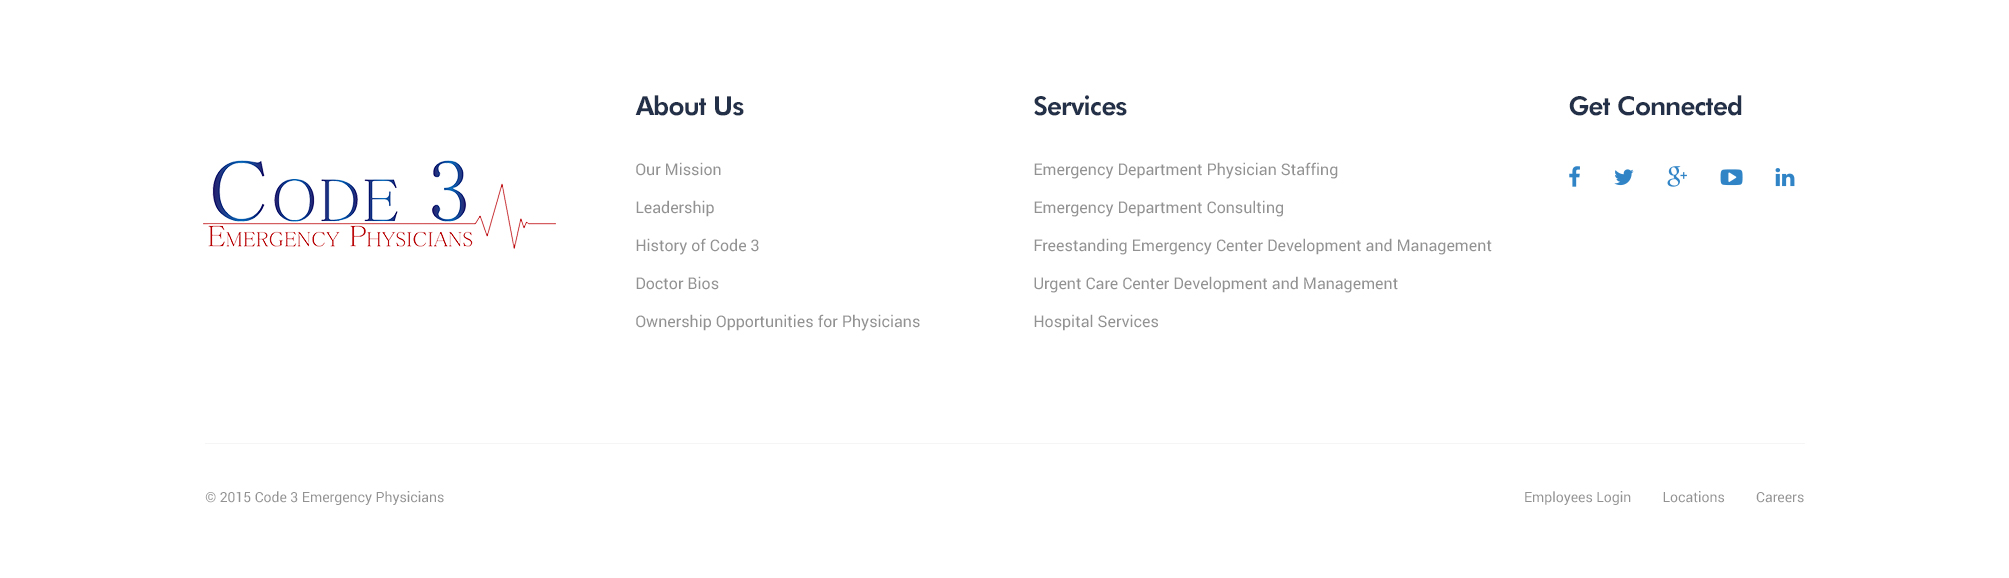 CODE 3
EMERGENCY PHYSICIANS
About Us
Our Mission
Leadership
History of Code 3
Doctor Bios
Ownership Opportunities for Physicians
Services
Emergency Department Physician Staffing
Emergency Department Consulting
Freestanding Emergency Center Development and Management
Urgent Care Center Development and Management
Hospital Services
Get Connected
© 2015 Code 3 Emergency Physicians
Employees Login
Locations
Careers